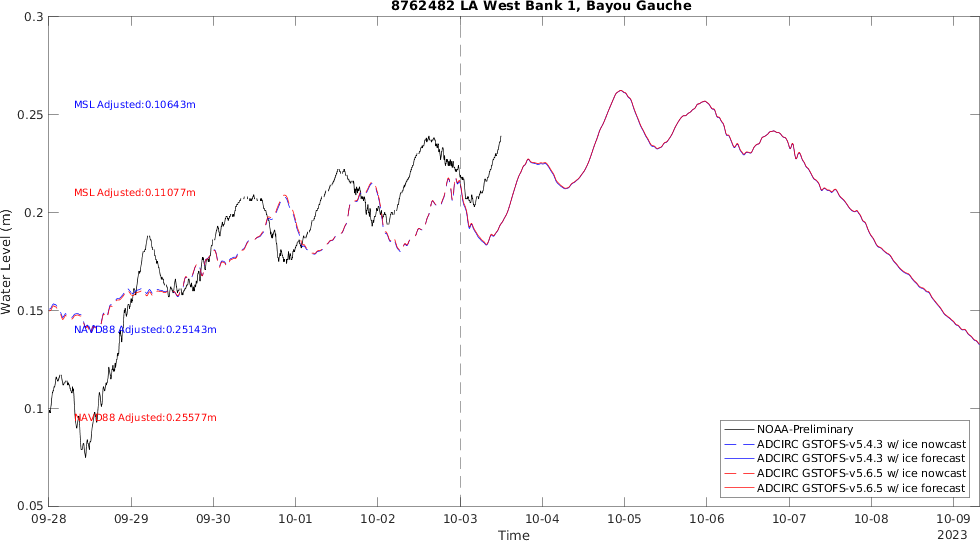 8762482 LA West Bank 1, Bayou Gauche
0.3
0.25
0.2
0.15
0.1
0.05
Water Level (m)
MSL Adjusted:0.10643m
MSL Adjusted:0.11077m
NAVD88 Adjusted:0.25143m
NAVD88 Adjusted:0.25577m
NOAA-Preliminary
ADCIRC GSTOFS-v5.4.3 w/ ice nowcast
ADCIRC GSTOFS-v5.4.3 w/ ice forecast
ADCIRC GSTOFS-v5.6.5 w/ ice nowcast
ADCIRC GSTOFS-v5.6.5 w/ ice forecast
09-28 09-29 09-30 10-01 10-02 10-03 10-04 10-05 10-06 10-07 10-08 10-09
Time
2023